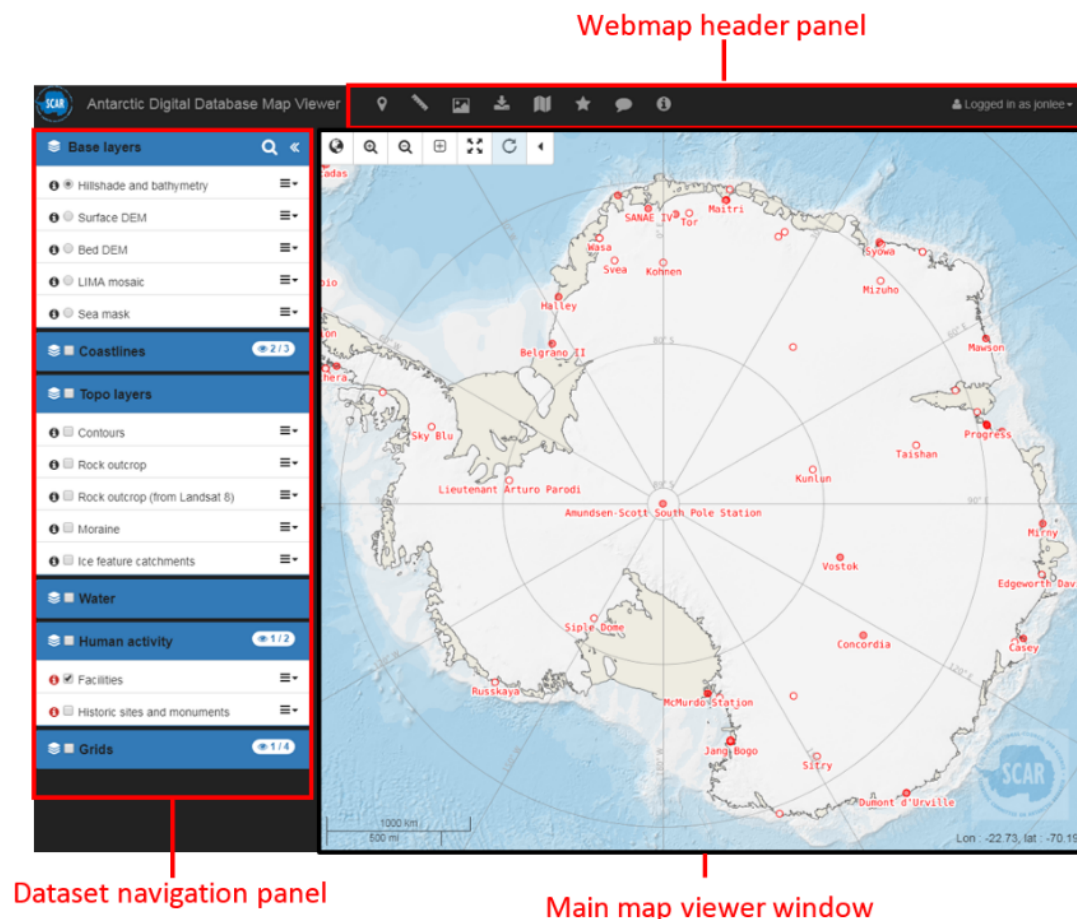 Webmap header panel
SCAR Antarctic Digital Database Map Viewer
Logged in as jonlee
Base layers
Hillshade and bathymetry
Surface DEM
Bed DEM
LIMA mosaic
Sea mask
Coastlines 2/3
Topo layers
Contours
Rock outcrop
Rock outcrop (from Landsat 8)
Moraine
Ice feature catchments
Water
Human activity 1/2
Facilities
Historic sites and monuments
Grids 1/4
SANAE IV
Tor
Maitri
Wasa
Svea
Kohnen
Syowa
Mizuho
Halley
Belgrano II
80° S
60° E
Mawson
Sky Blu
Progress
Taishan
Kunlun
Lieutenant Arturo Parodi
Amundsen-Scott South Pole Station
90° E
Mirny
Vostok
Edgeworth Dav
Siple Dome
Concordia
Casey
120° E
Russkaya
McMurdo Station
Jang Bogo
Sitry
SCAR
Dumont d'Urville
1000 km
500 mi
Lon : -22.73, lat : -70.19
Dataset navigation panel
Main map viewer window